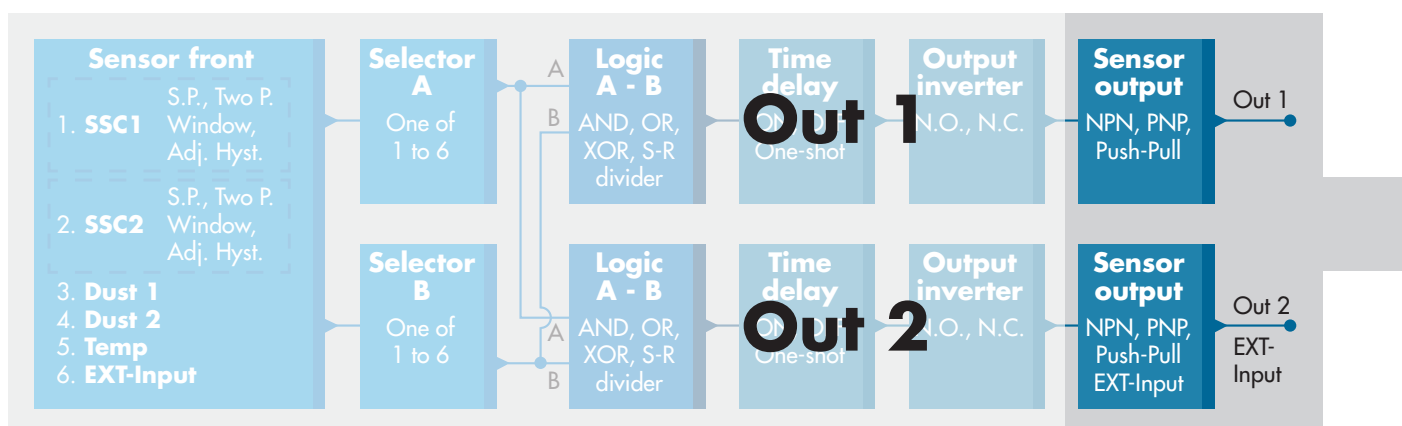 Sensor front
S.P., Two P.
1. SSC1 Window,
Adj. Hyst.
S.P., Two P.
2. SSC2 Window,
Adj. Hyst.
3. Dust 1
4. Dust 2
5. Temp
6. EXT-Input
Selector
A
One of
1 to 6
Selector
B
One of
1 to 6
A
B
Logic
A - B
AND, OR,
XOR, S-R
divider
Time
delay
One-shot
Output
inverter
N.O., N.C.
Out 1
Sensor
output
NPN, PNP,
Push-Pull
Out 1
A
B
Logic
A - B
AND, OR,
XOR, S-R
divider
Time
delay
One-shot
Output
inverter
N.O., N.C.
Out 2
Sensor
output
NPN, PNP,
Push-Pull
EXT-Input
Out 2
EXT-
Input